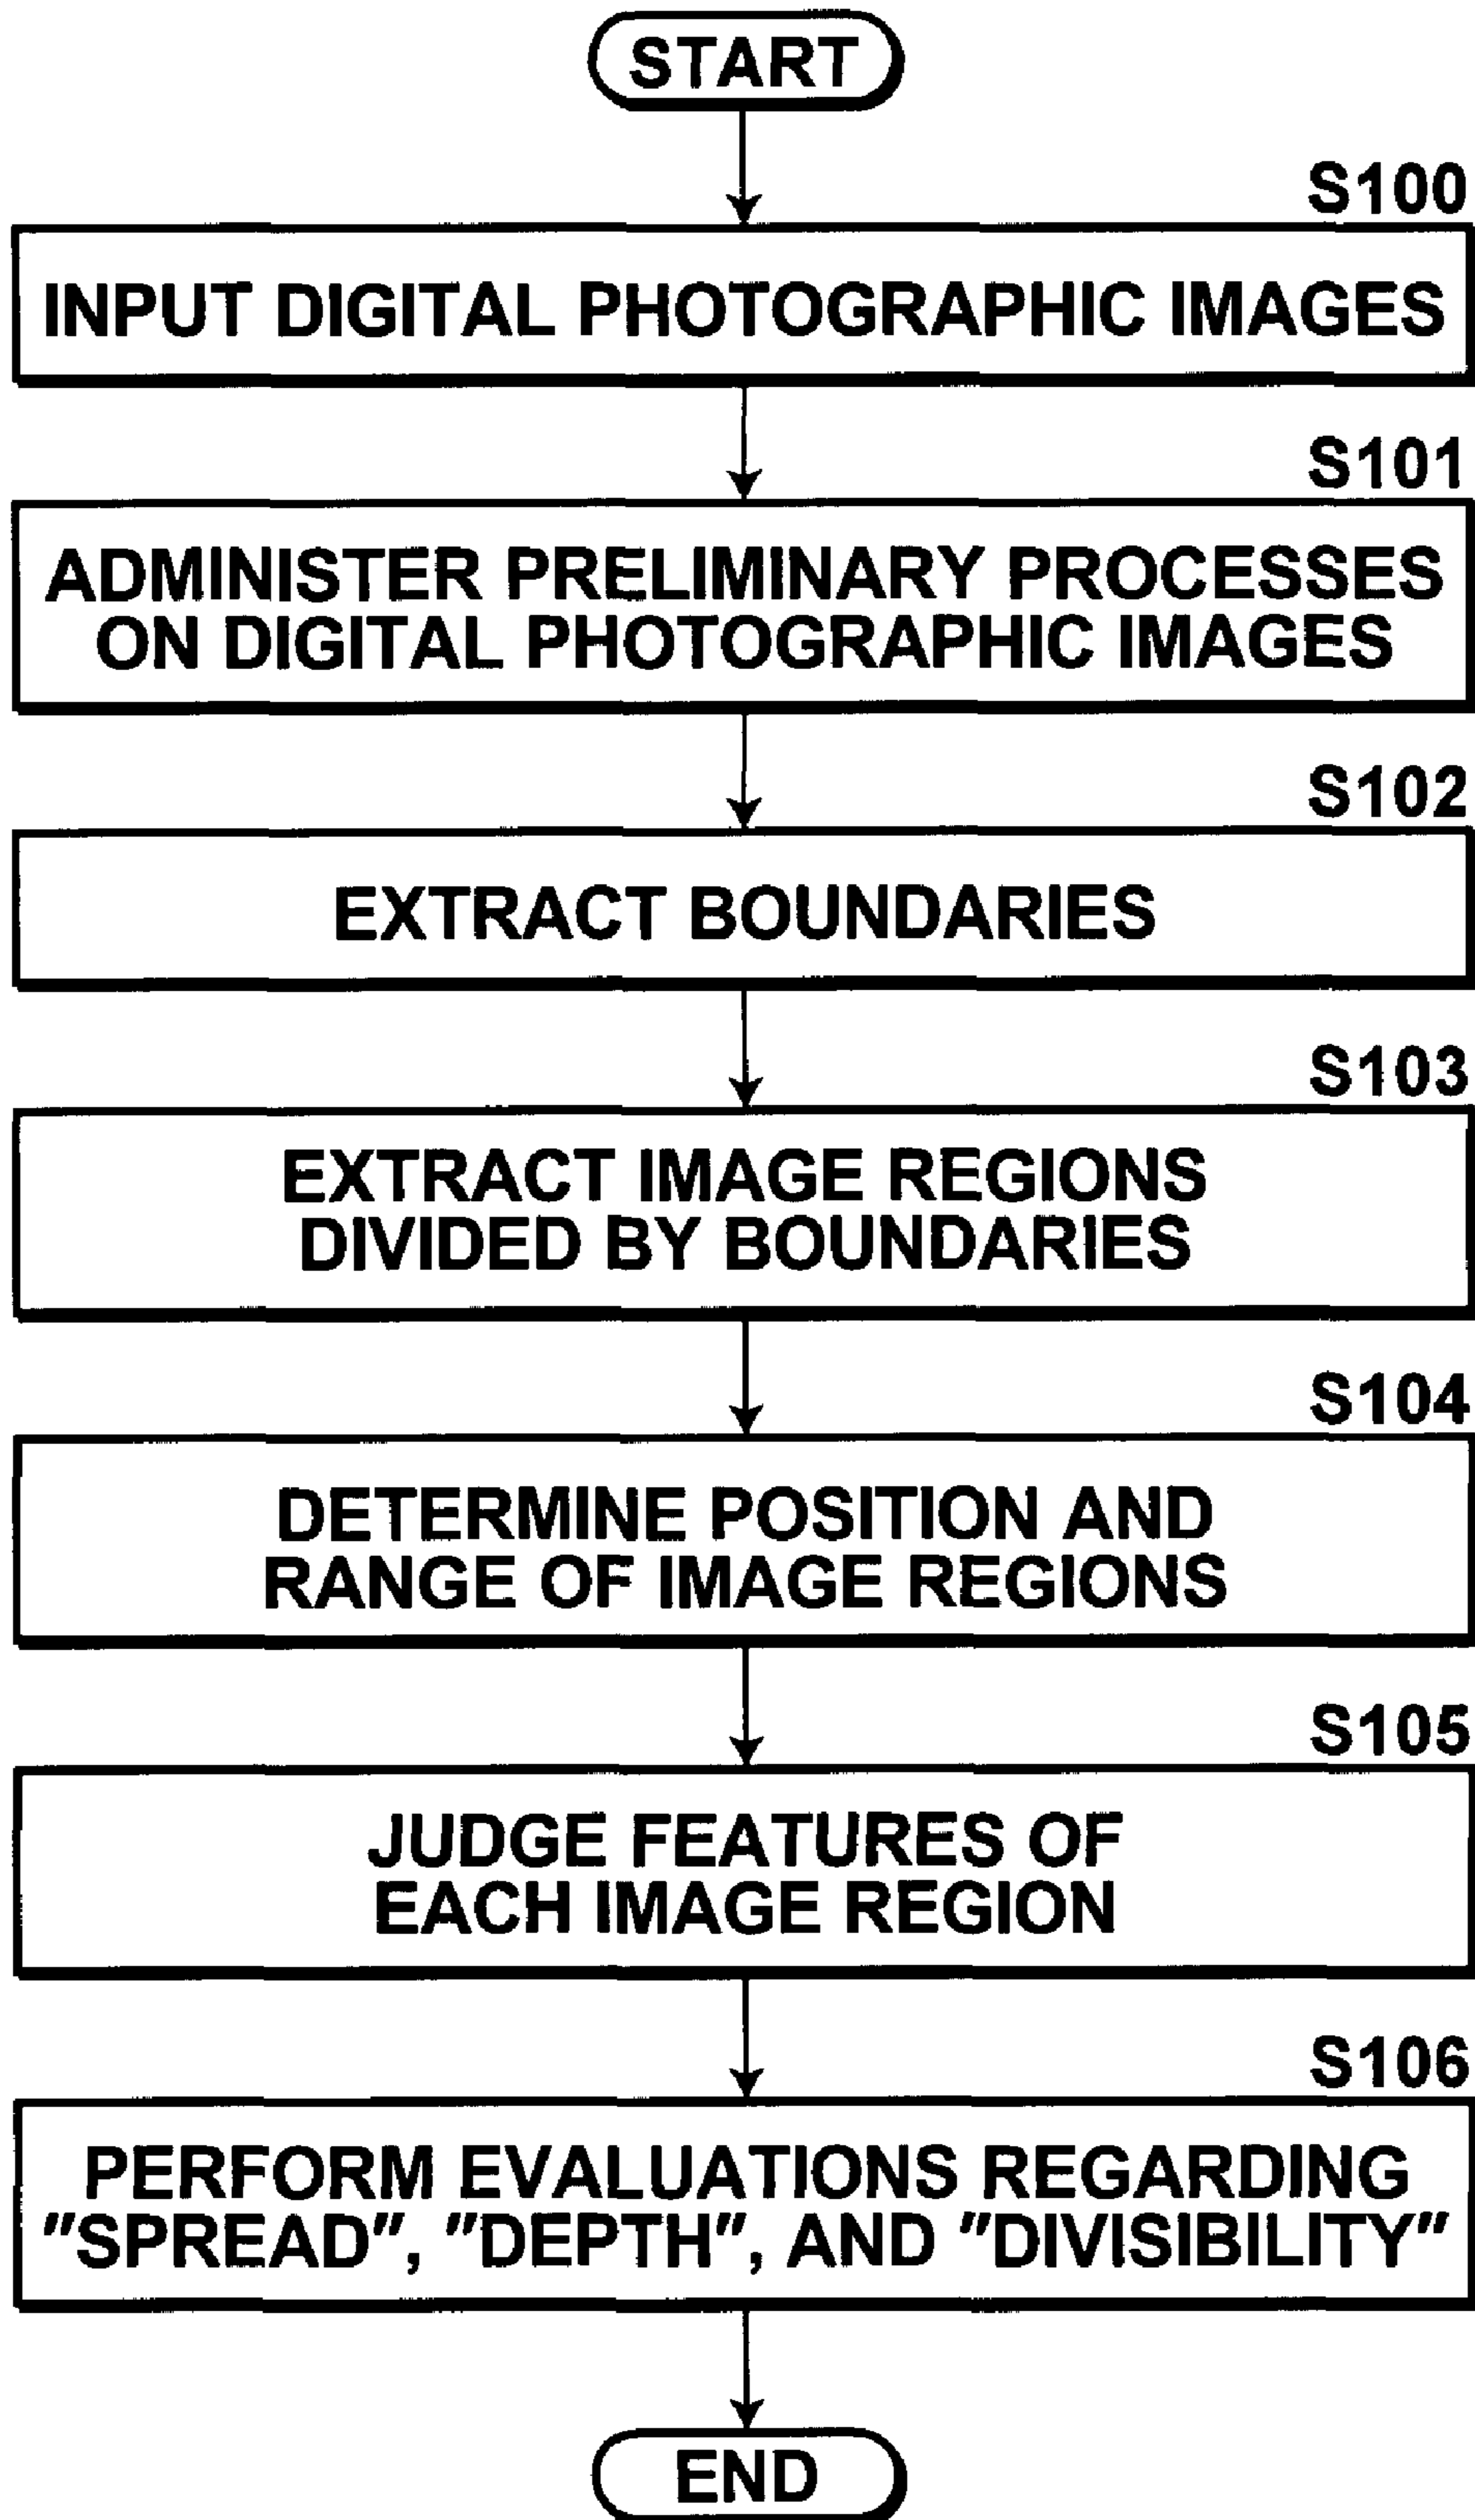 START
S100
INPUT DIGITAL PHOTOGRAPHIC IMAGES
S101
ADMINISTER PRELIMINARY PROCESSES
ON DIGITAL PHOTOGRAPHIC IMAGES
S102
EXTRACT BOUNDARIES
S103
EXTRACT IMAGE REGIONS
DIVIDED BY BOUNDARIES
S104
DETERMINE POSITION AND
RANGE OF IMAGE REGIONS
S105
JUDGE FEATURES OF
EACH IMAGE REGION
S106
PERFORM EVALUATIONS REGARDING
"SPREAD", "DEPTH", AND "DIVISIBILITY"
END